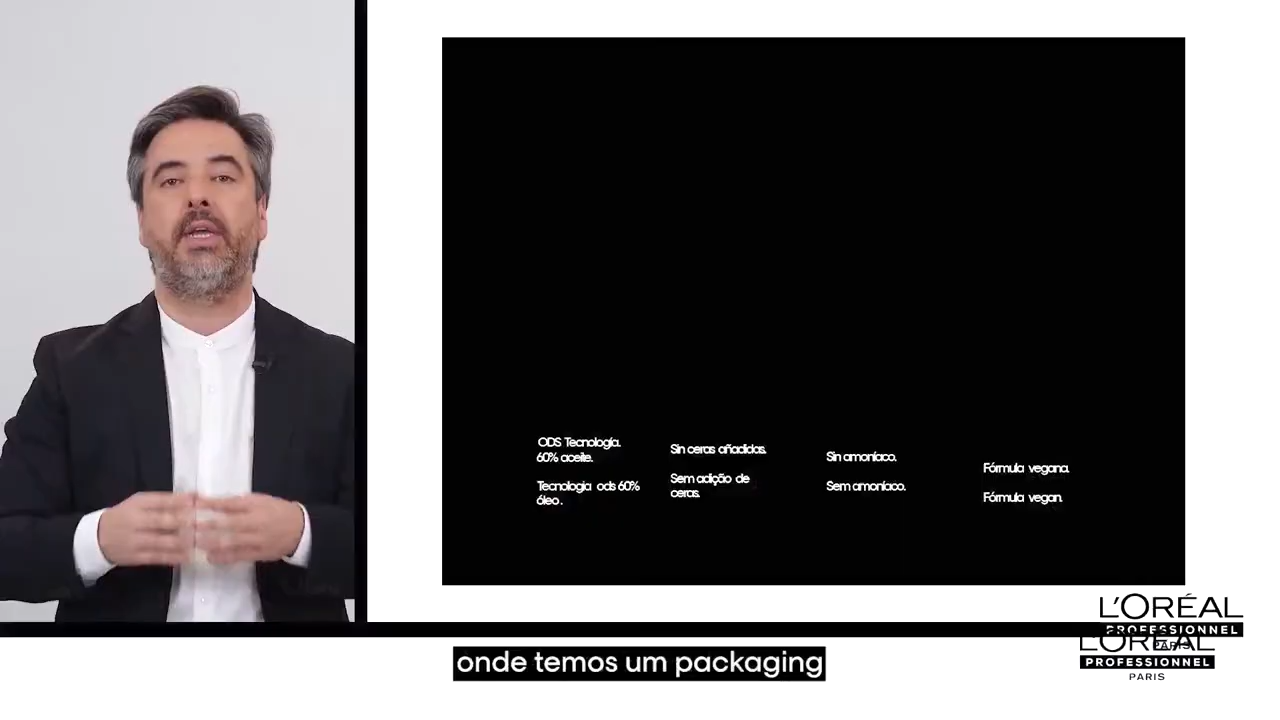 ODS Tecnología.
60% aceite.
Tecnologia ods 60%
óleo.
Sin ceras añadidas.
Sem adição de
ceras.
Sin amoníaco.
Sem amoníaco.
Fórmula vegana.
Fórmula vegan.
L'ORÉAL
PROFESSIONNEL
PARIS
L'ORÉAL
PROFESSIONNEL
PARIS
onde temos um packaging